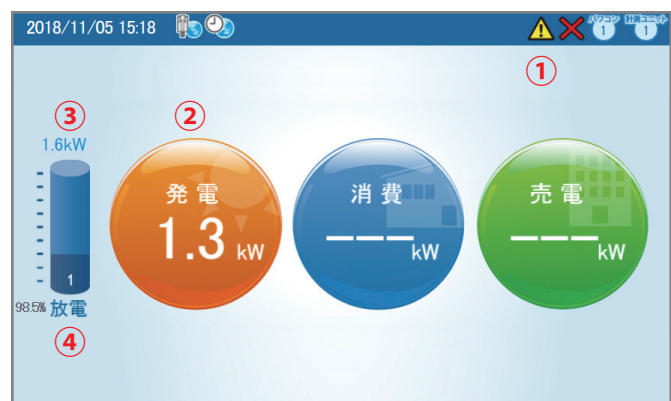 2018/11/05 15:18
パワコン 1
計測ユニット 1
①
③
②
1.6kW
発電
1.3 kW
消費
--- kW
売電
--- kW
1
98.5% 放電
④